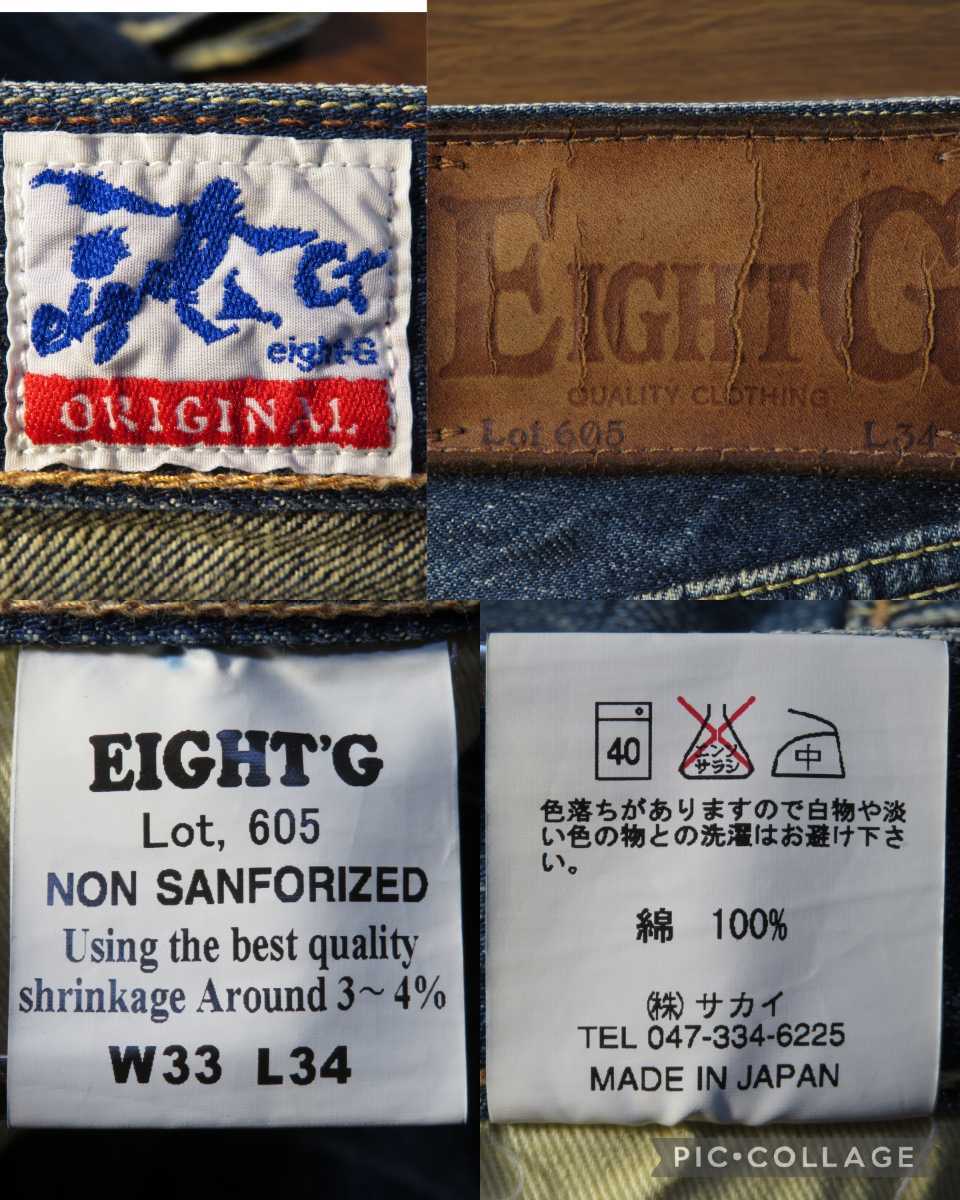 eight-G
eight-G
ORIGINAL
EIGHT G
QUALITY CLOTHING
Lot 605 L34
EIGHT'G
Lot, 605
NON SANFORIZED
Using the best quality
shrinkage Around 3~4%
W33 L34
40 エンソ 中
サラシ
色落ちがありますので白物や淡
い色の物との洗濯はお避け下さ
い。
綿 100%
㈱サカイ
TEL 047-334-6225
MADE IN JAPAN
PIC•COLLAGE